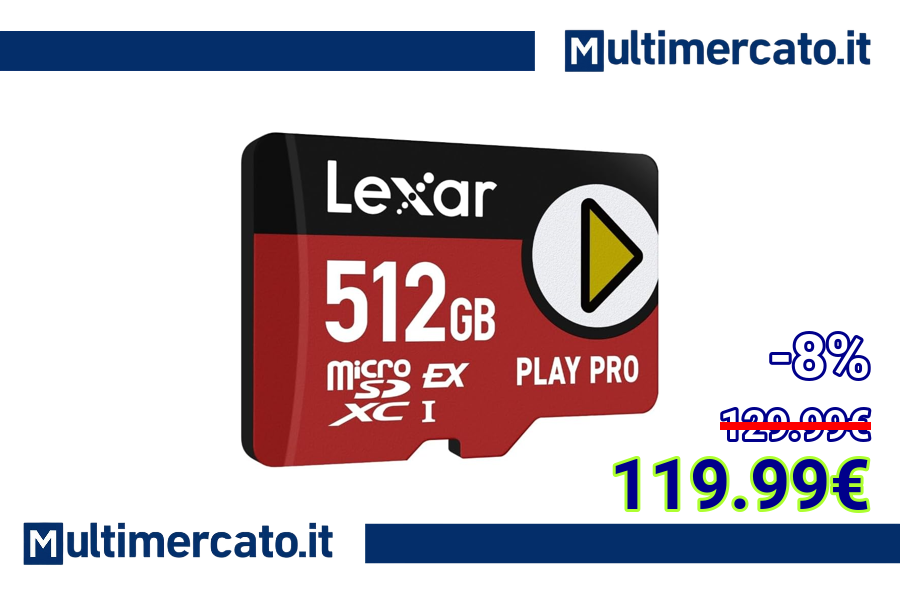 Multimercato.it
Lexar
512GB
micro SD XC EX I
PLAY PRO
-8%
129.99€
119.99€
Multimercato.it